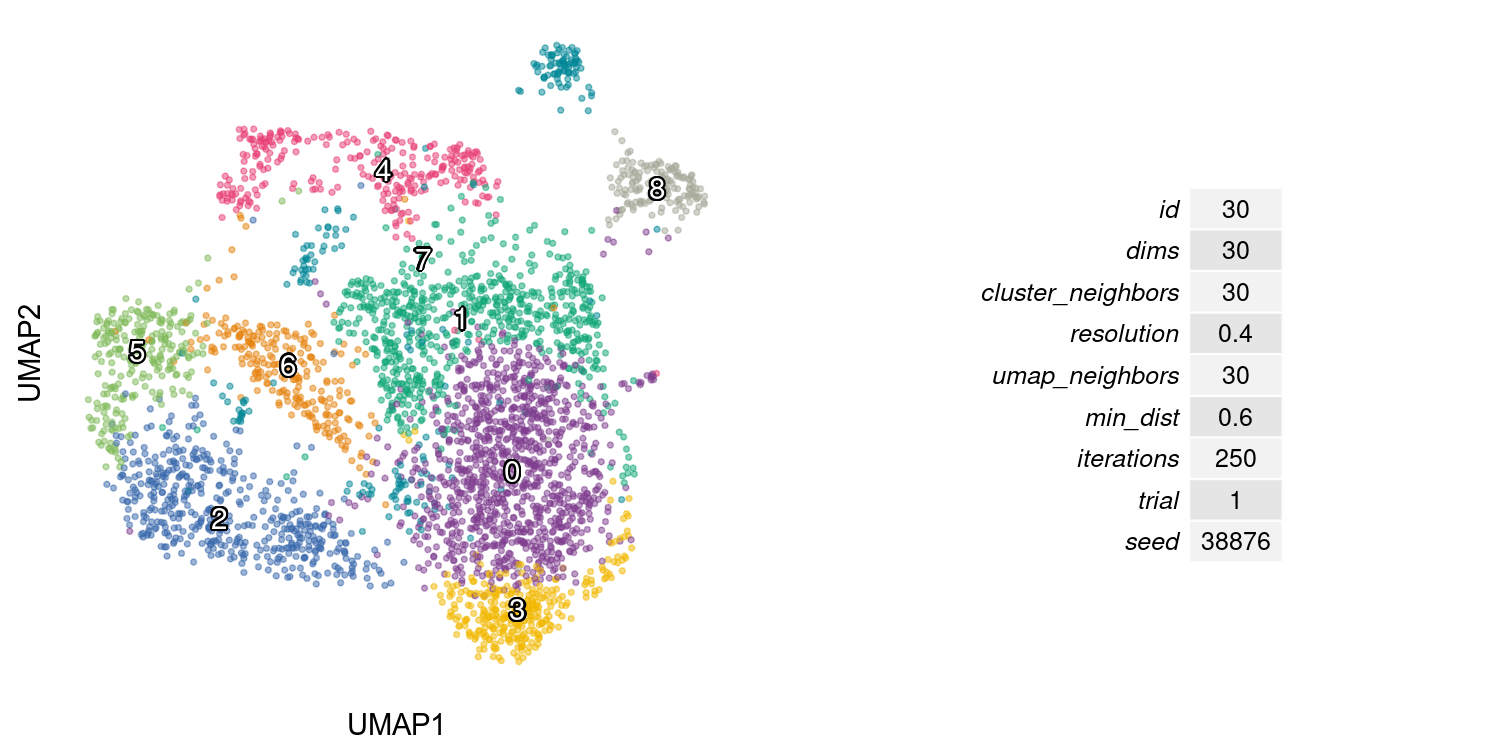 4
8
7
1
5
6
0
2
3
UMAP2
UMAP1
id 30
dims 30
cluster_neighbors 30
resolution 0.4
umap_neighbors 30
min_dist 0.6
iterations 250
trial 1
seed 38876